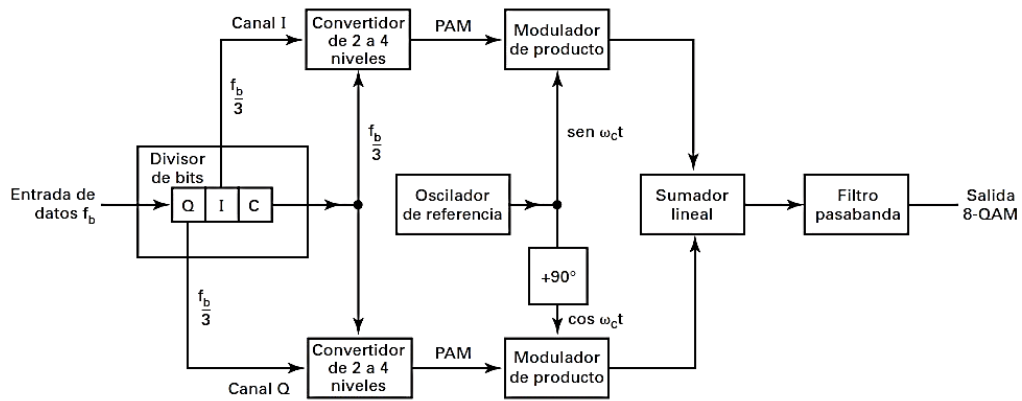 Canal I
Convertidor
de 2 a 4
niveles
PAM
Modulador
de producto
f_b
3
f_b
3
sen ω_ct
Divisor
de bits
Entrada de
datos f_b
Q I C
Oscilador
de referencia
Sumador
lineal
Filtro
pasabanda
Salida
8-QAM
+90°
f_b
3
cos ω_ct
Canal Q
Convertidor
de 2 a 4
niveles
PAM
Modulador
de producto